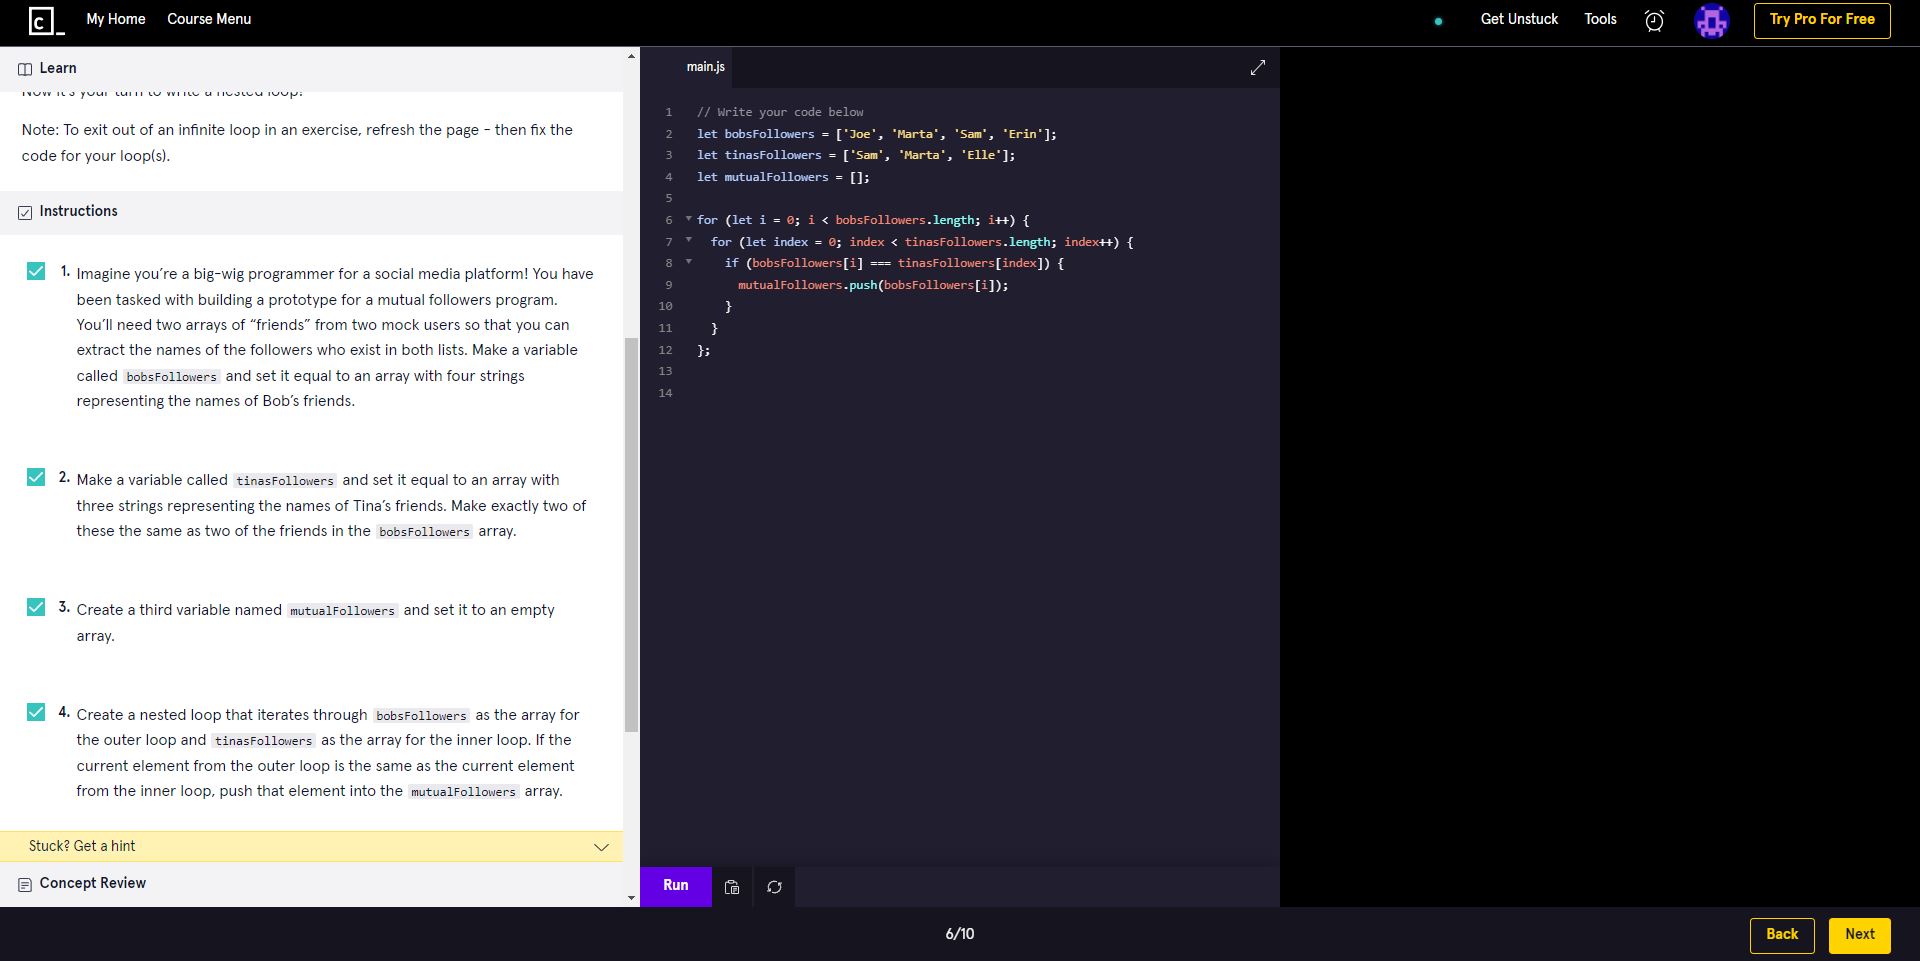 My Home Course Menu
Get Unstuck Tools Try Pro For Free
Learn
Now it's your turn to write a nested loop!
Note: To exit out of an infinite loop in an exercise, refresh the page - then fix the
code for your loop(s).
Instructions
1. Imagine you're a big-wig programmer for a social media platform! You have
been tasked with building a prototype for a mutual followers program.
You'll need two arrays of “friends” from two mock users so that you can
extract the names of the followers who exist in both lists. Make a variable
called bobsFollowers and set it equal to an array with four strings
representing the names of Bob's friends.
2. Make a variable called tinasFollowers and set it equal to an array with
three strings representing the names of Tina's friends. Make exactly two of
these the same as two of the friends in the bobsFollowers array.
3. Create a third variable named mutualFollowers and set it to an empty
array.
4. Create a nested loop that iterates through bobsFollowers as the array for
the outer loop and tinasFollowers as the array for the inner loop. If the
current element from the outer loop is the same as the current element
from the inner loop, push that element into the mutualFollowers array.
Stuck? Get a hint
Concept Review
main.js
1 // Write your code below
2 let bobsFollowers = ['Joe', 'Marta', 'Sam', 'Erin'];
3 let tinasFollowers = ['Sam', 'Marta', 'Elle'];
4 let mutualFollowers = [];
5
6 for (let i = 0; i < bobsFollowers.length; i++) {
7 for (let index = 0; index < tinasFollowers.length; index++) {
8 if (bobsFollowers[i] === tinasFollowers[index]) {
9 mutualFollowers.push(bobsFollowers[i]);
10 }
11 }
12 };
13
14
Run
6/10
Back Next